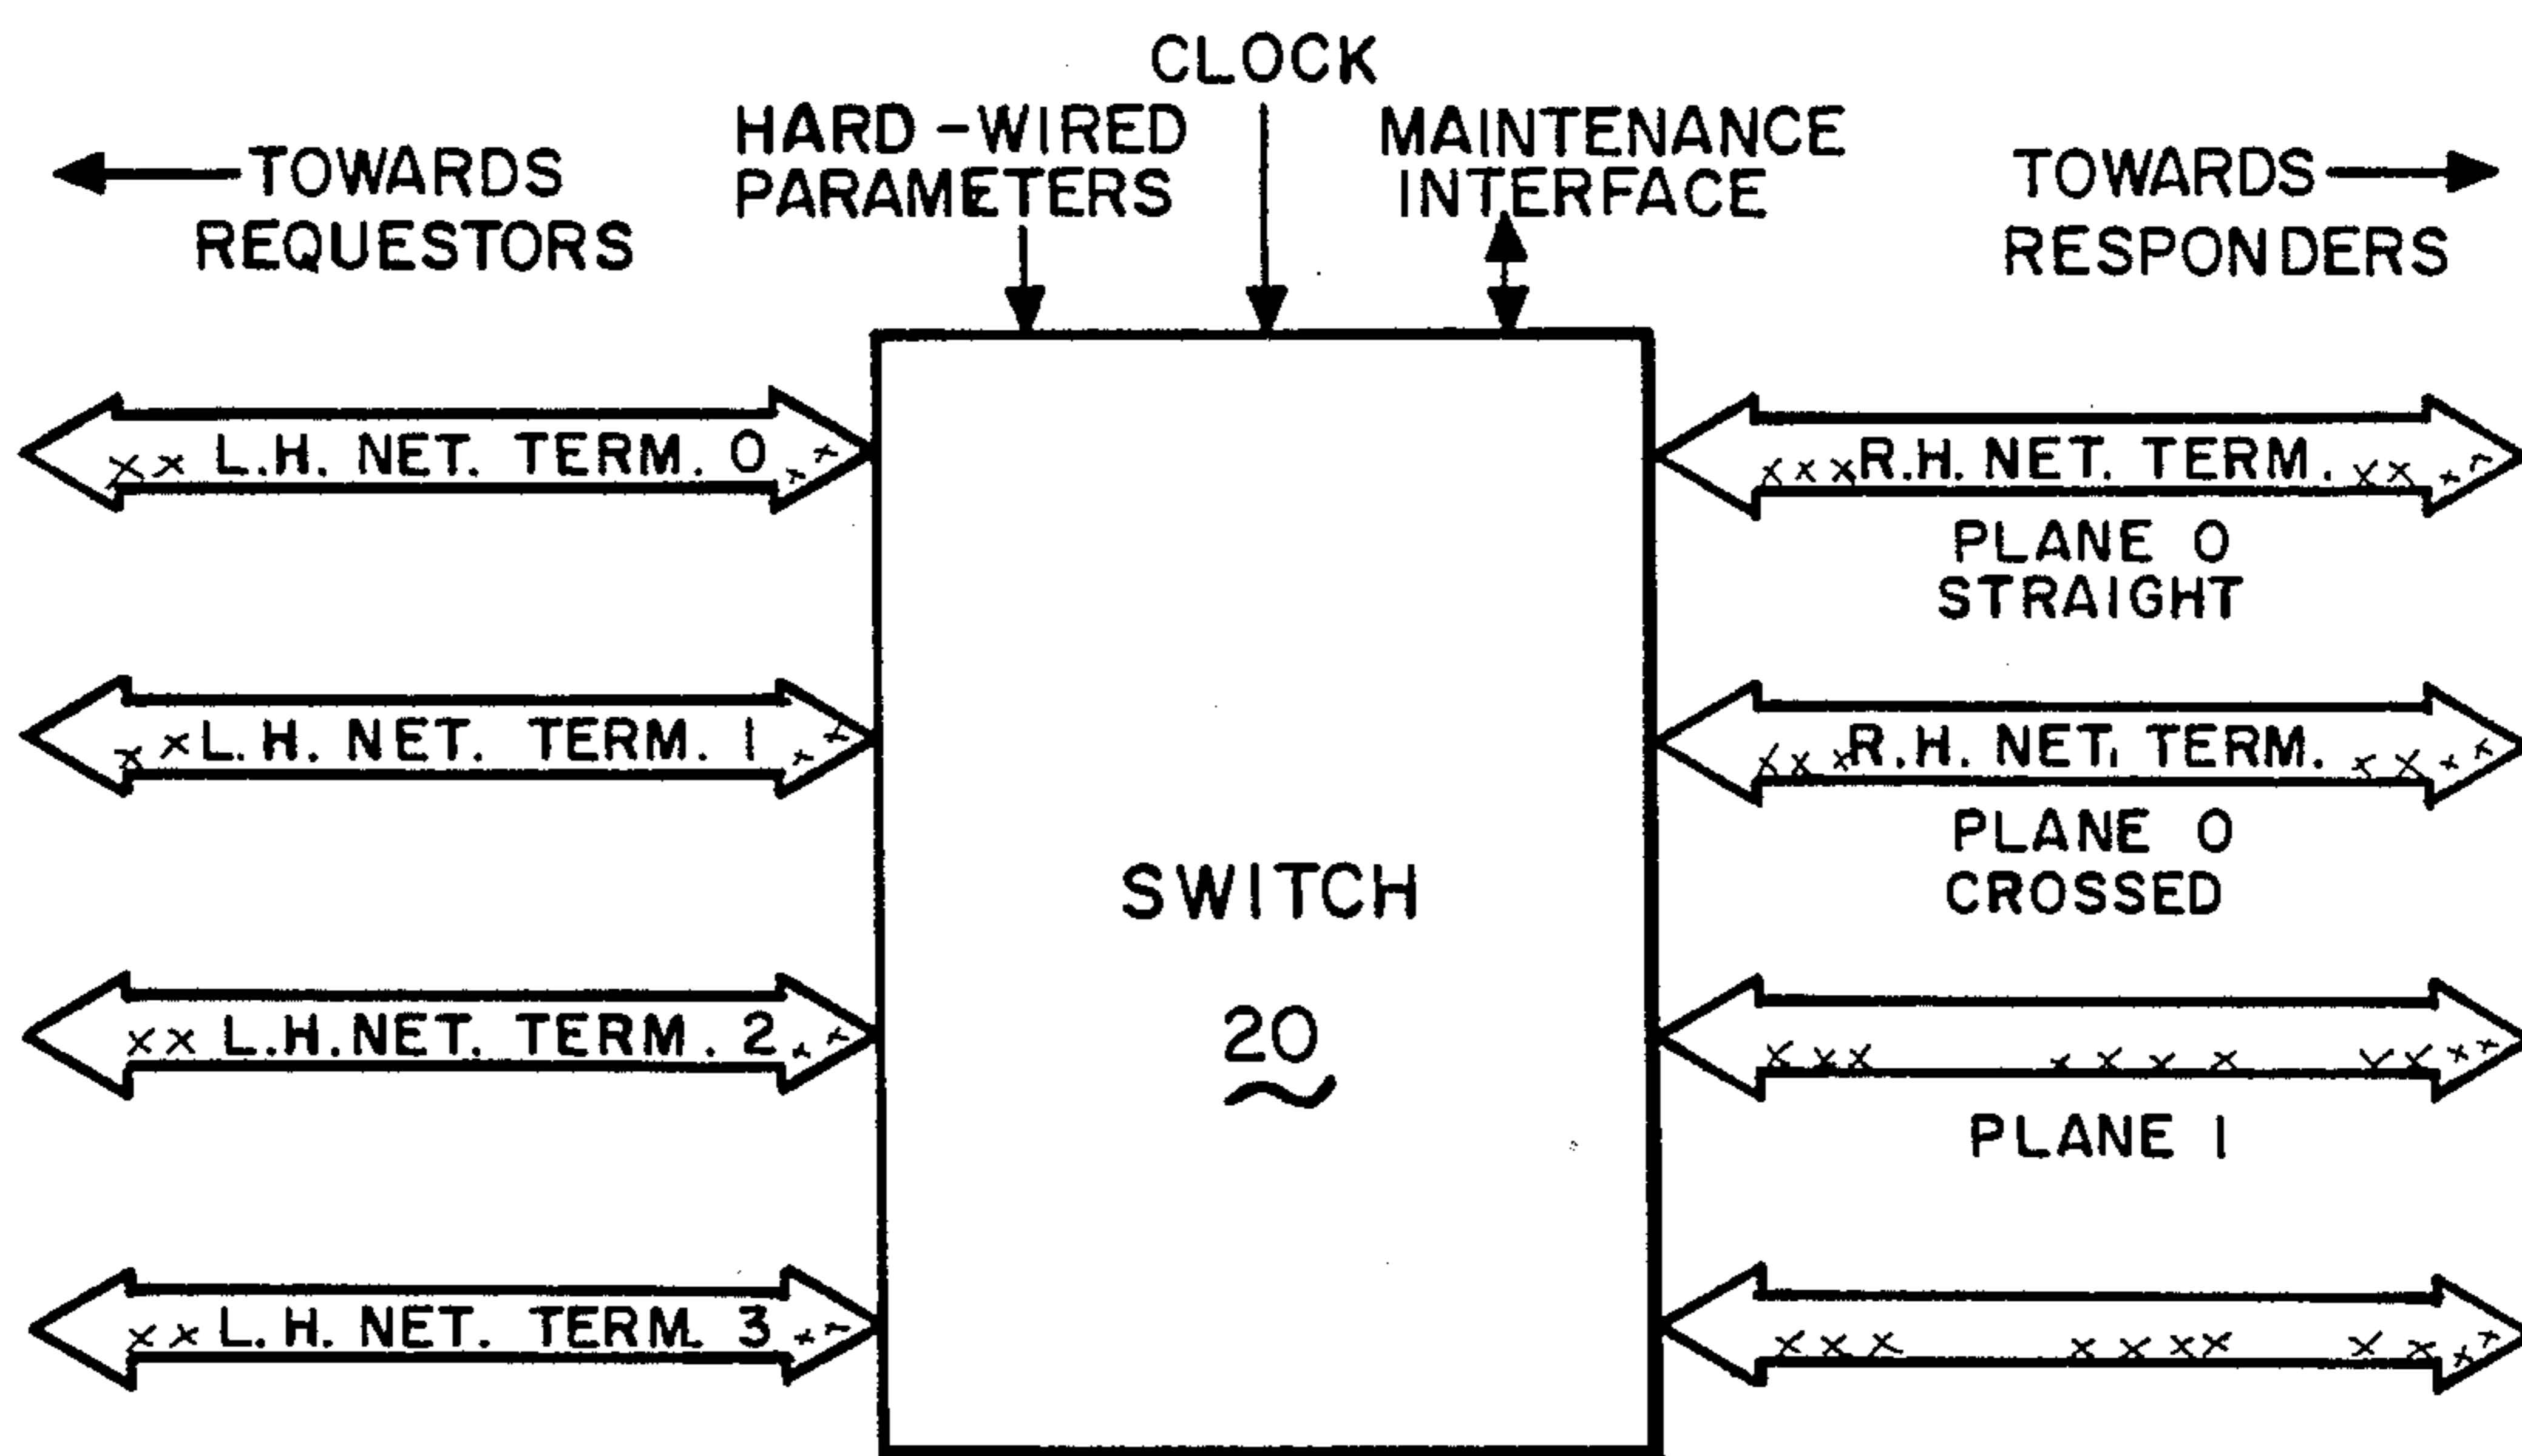 CLOCK
HARD-WIRED
PARAMETERS
MAINTENANCE
INTERFACE
TOWARDS
REQUESTORS
TOWARDS
RESPONDERS
L.H. NET. TERM. 0
R.H. NET. TERM.
PLANE 0
STRAIGHT
L.H. NET. TERM. 1
R.H. NET. TERM.
PLANE 0
CROSSED
SWITCH
20
L.H. NET. TERM. 2
PLANE 1
L.H. NET. TERM. 3